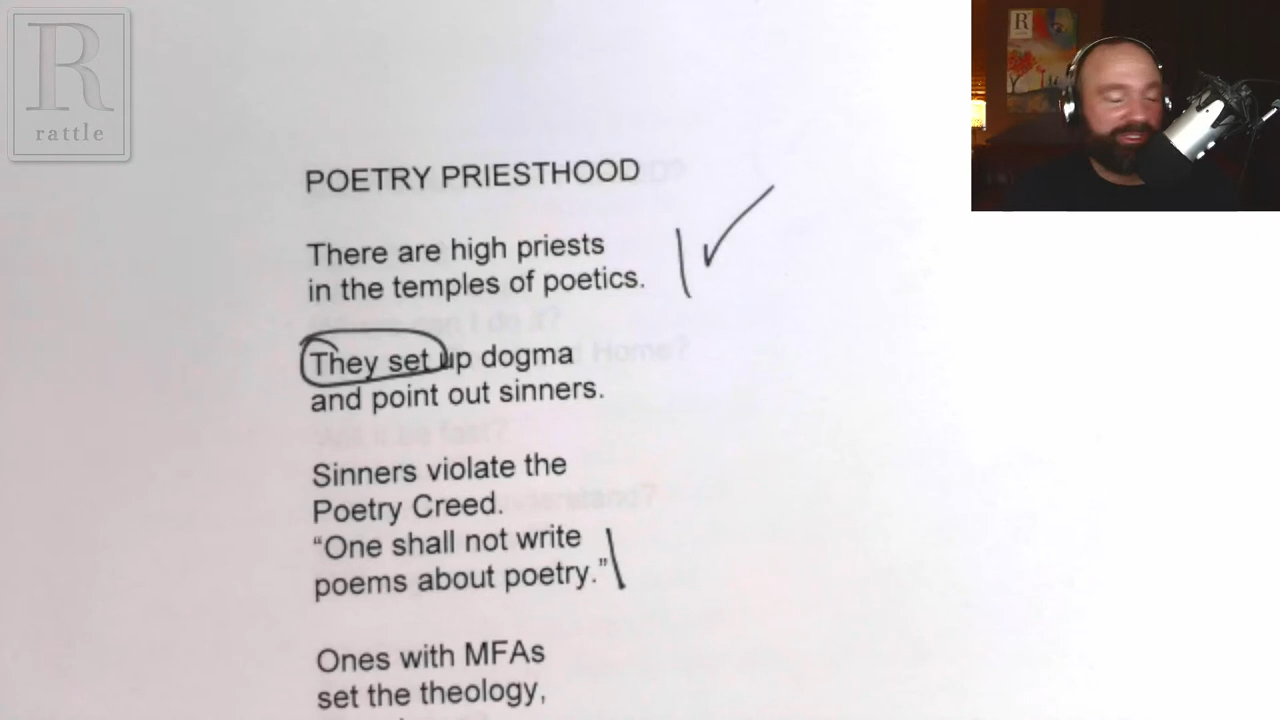 R
rattle
R
POETRY PRIESTHOOD
There are high priests
in the temples of poetics.
They set up dogma
and point out sinners.
Sinners violate the
Poetry Creed.
“One shall not write
poems about poetry.”
Ones with MFAs
set the theology,